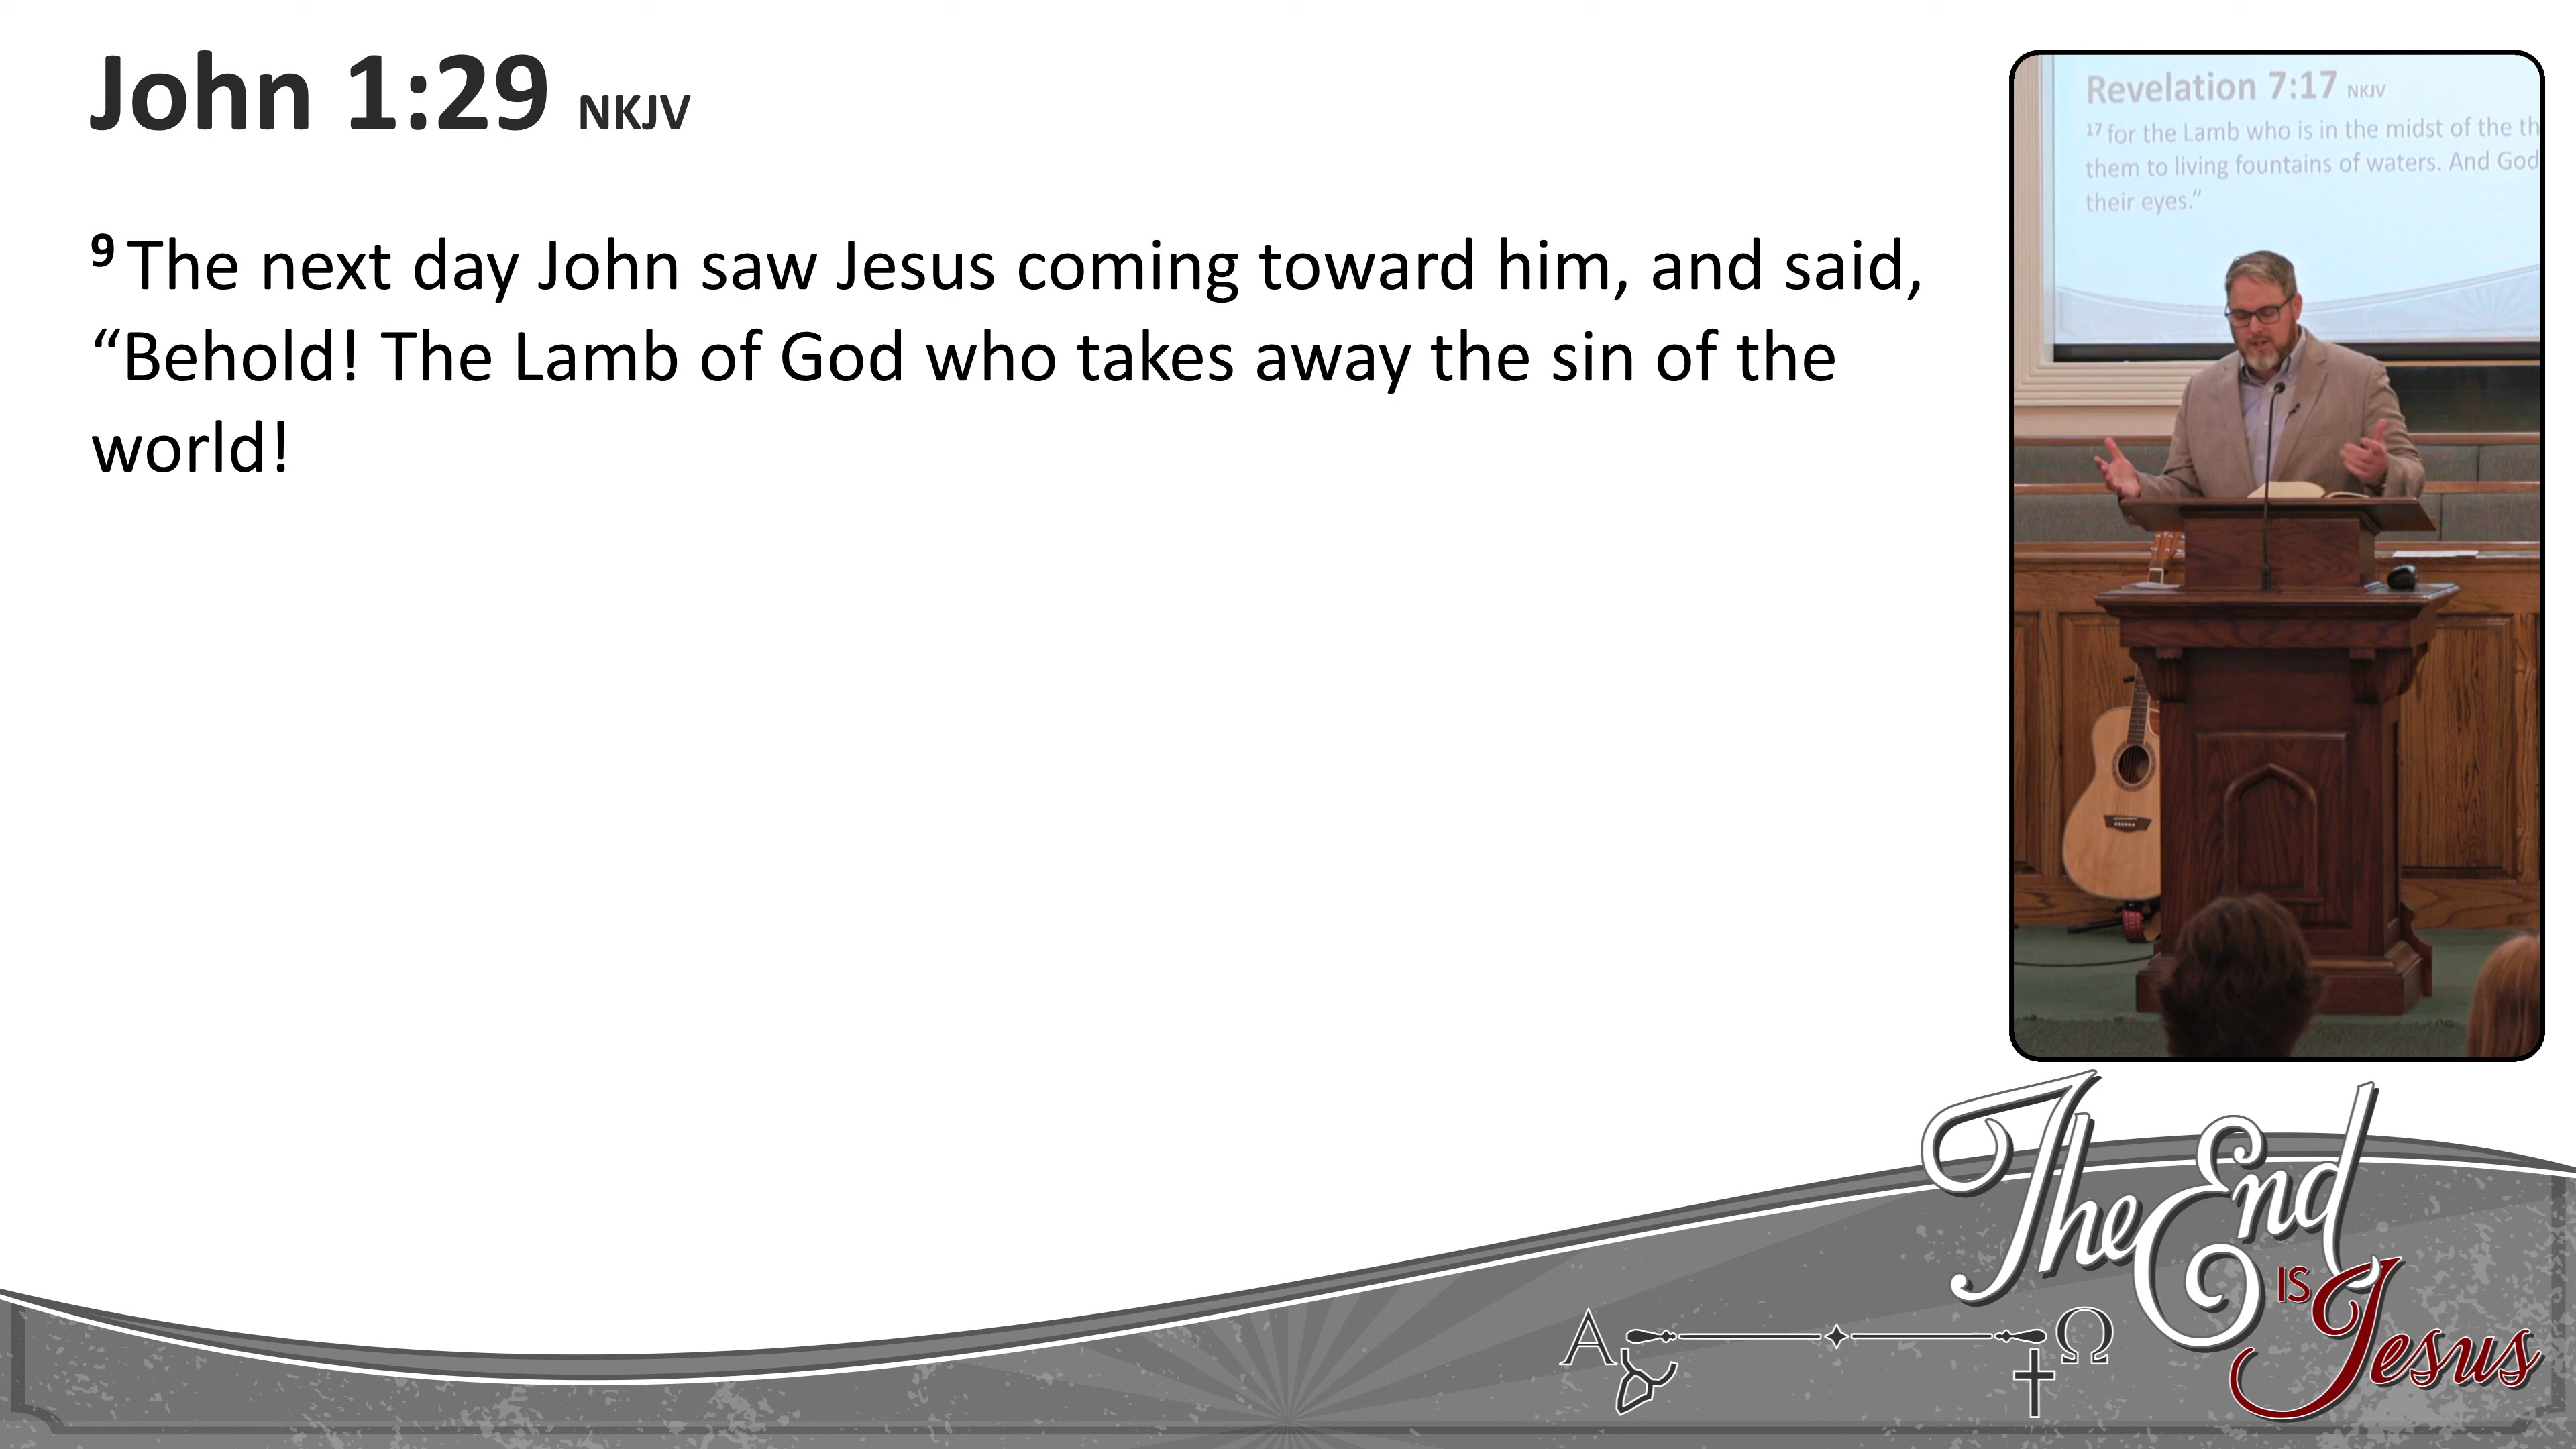 John 1:29 NKJV
9 The next day John saw Jesus coming toward him, and said,
“Behold! The Lamb of God who takes away the sin of the
world!
Revelation 7:17 NKJV
17 for the Lamb who is in the midst of the th
them to living fountains of waters. And God
their eyes.”
The End
IS
Jesus
Α Ω